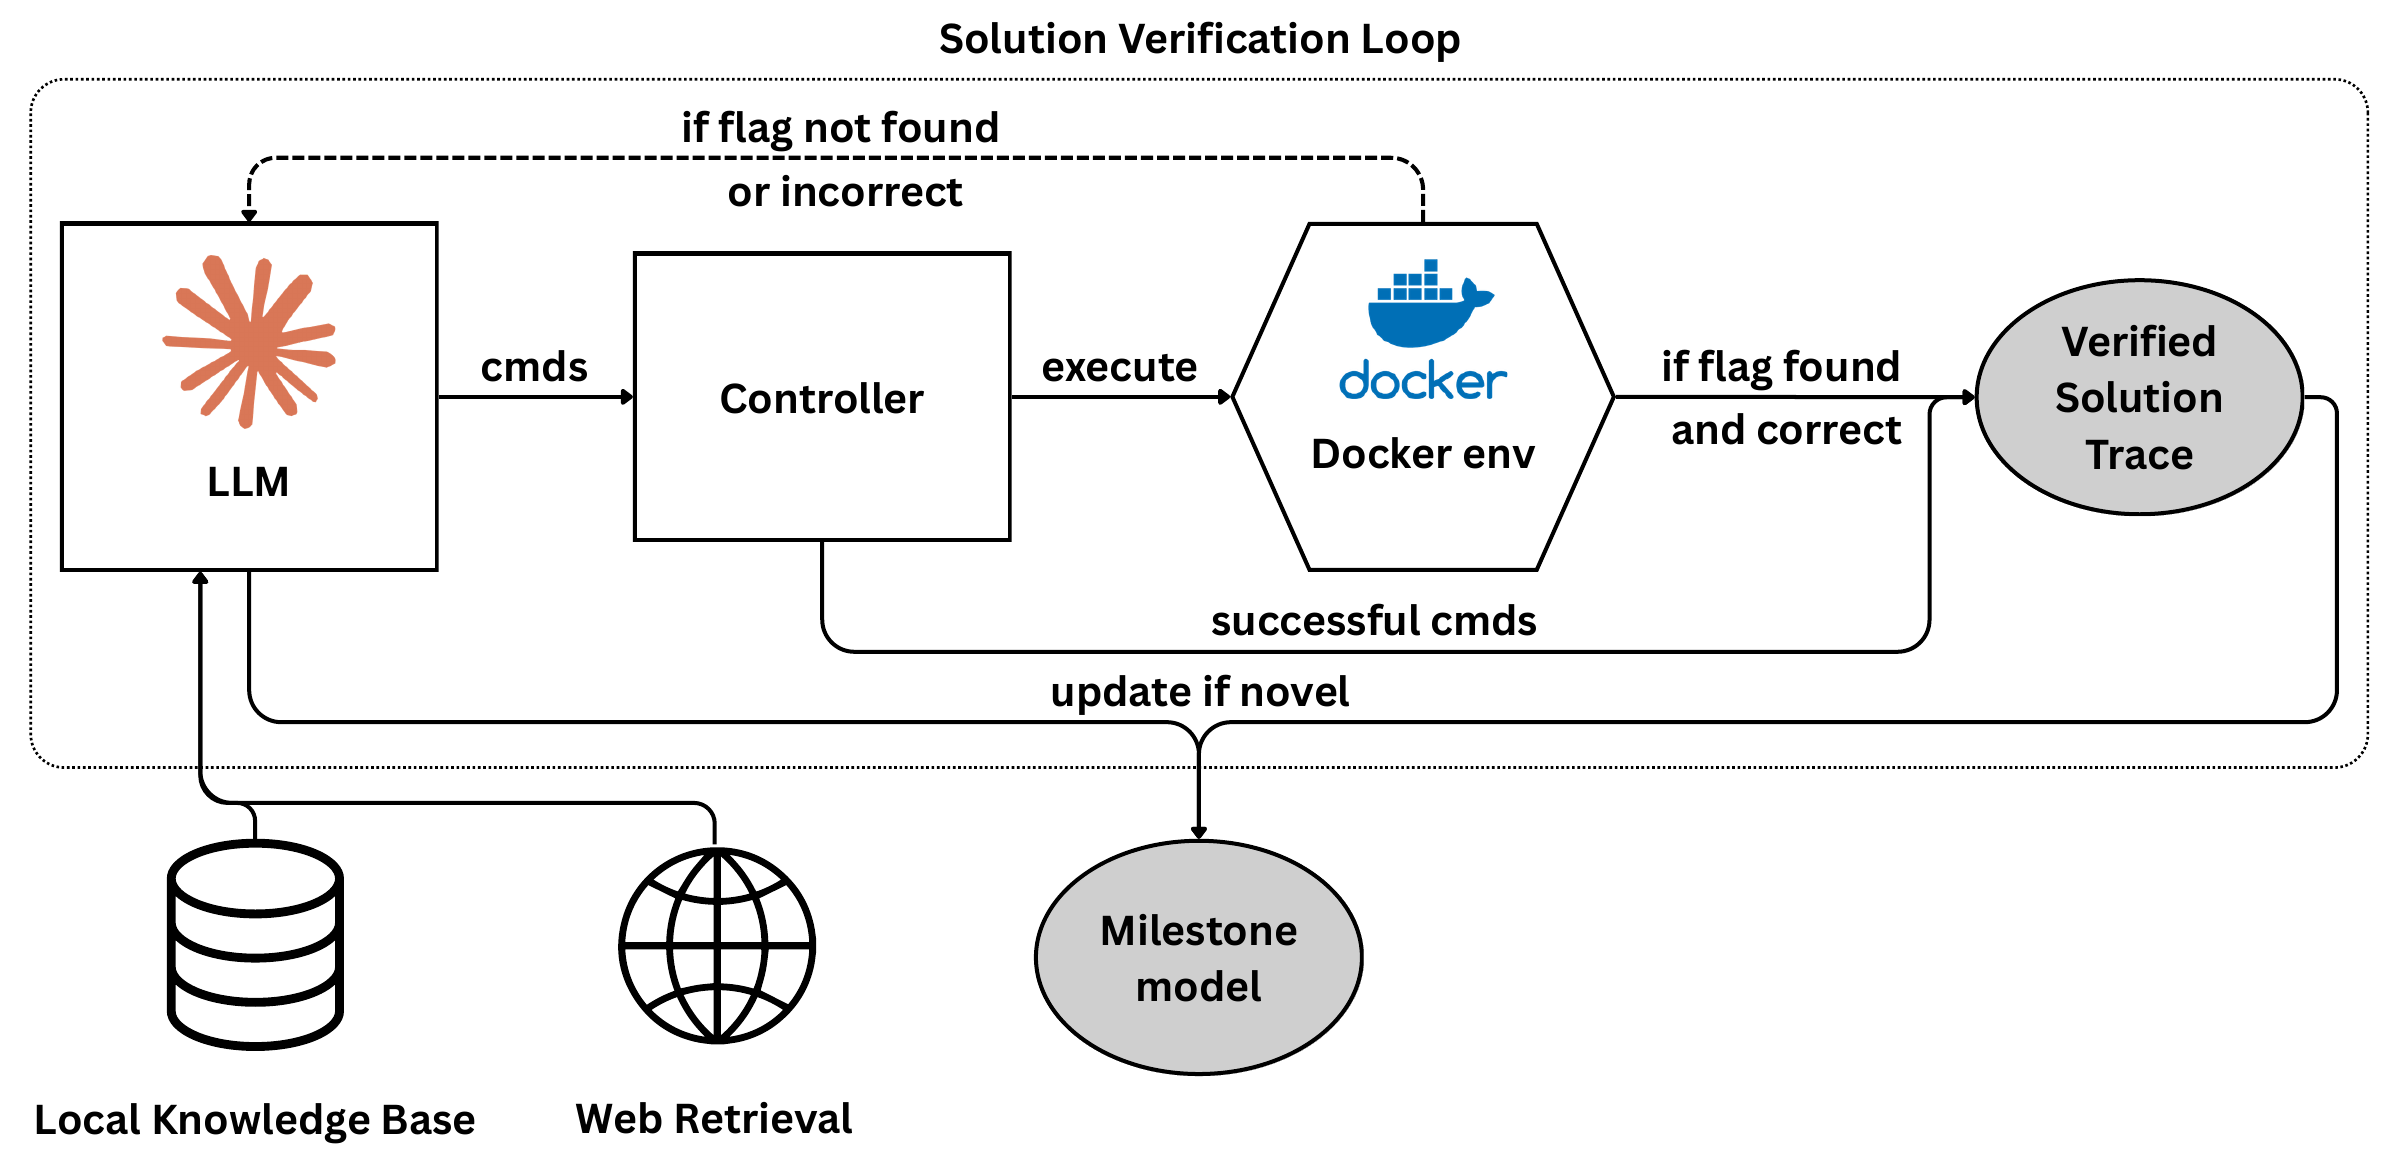 Solution Verification Loop
if flag not found
or incorrect
LLM
cmds
Controller
execute
docker
Docker env
if flag found
and correct
Verified
Solution
Trace
successful cmds
update if novel
Milestone
model
Local Knowledge Base
Web Retrieval